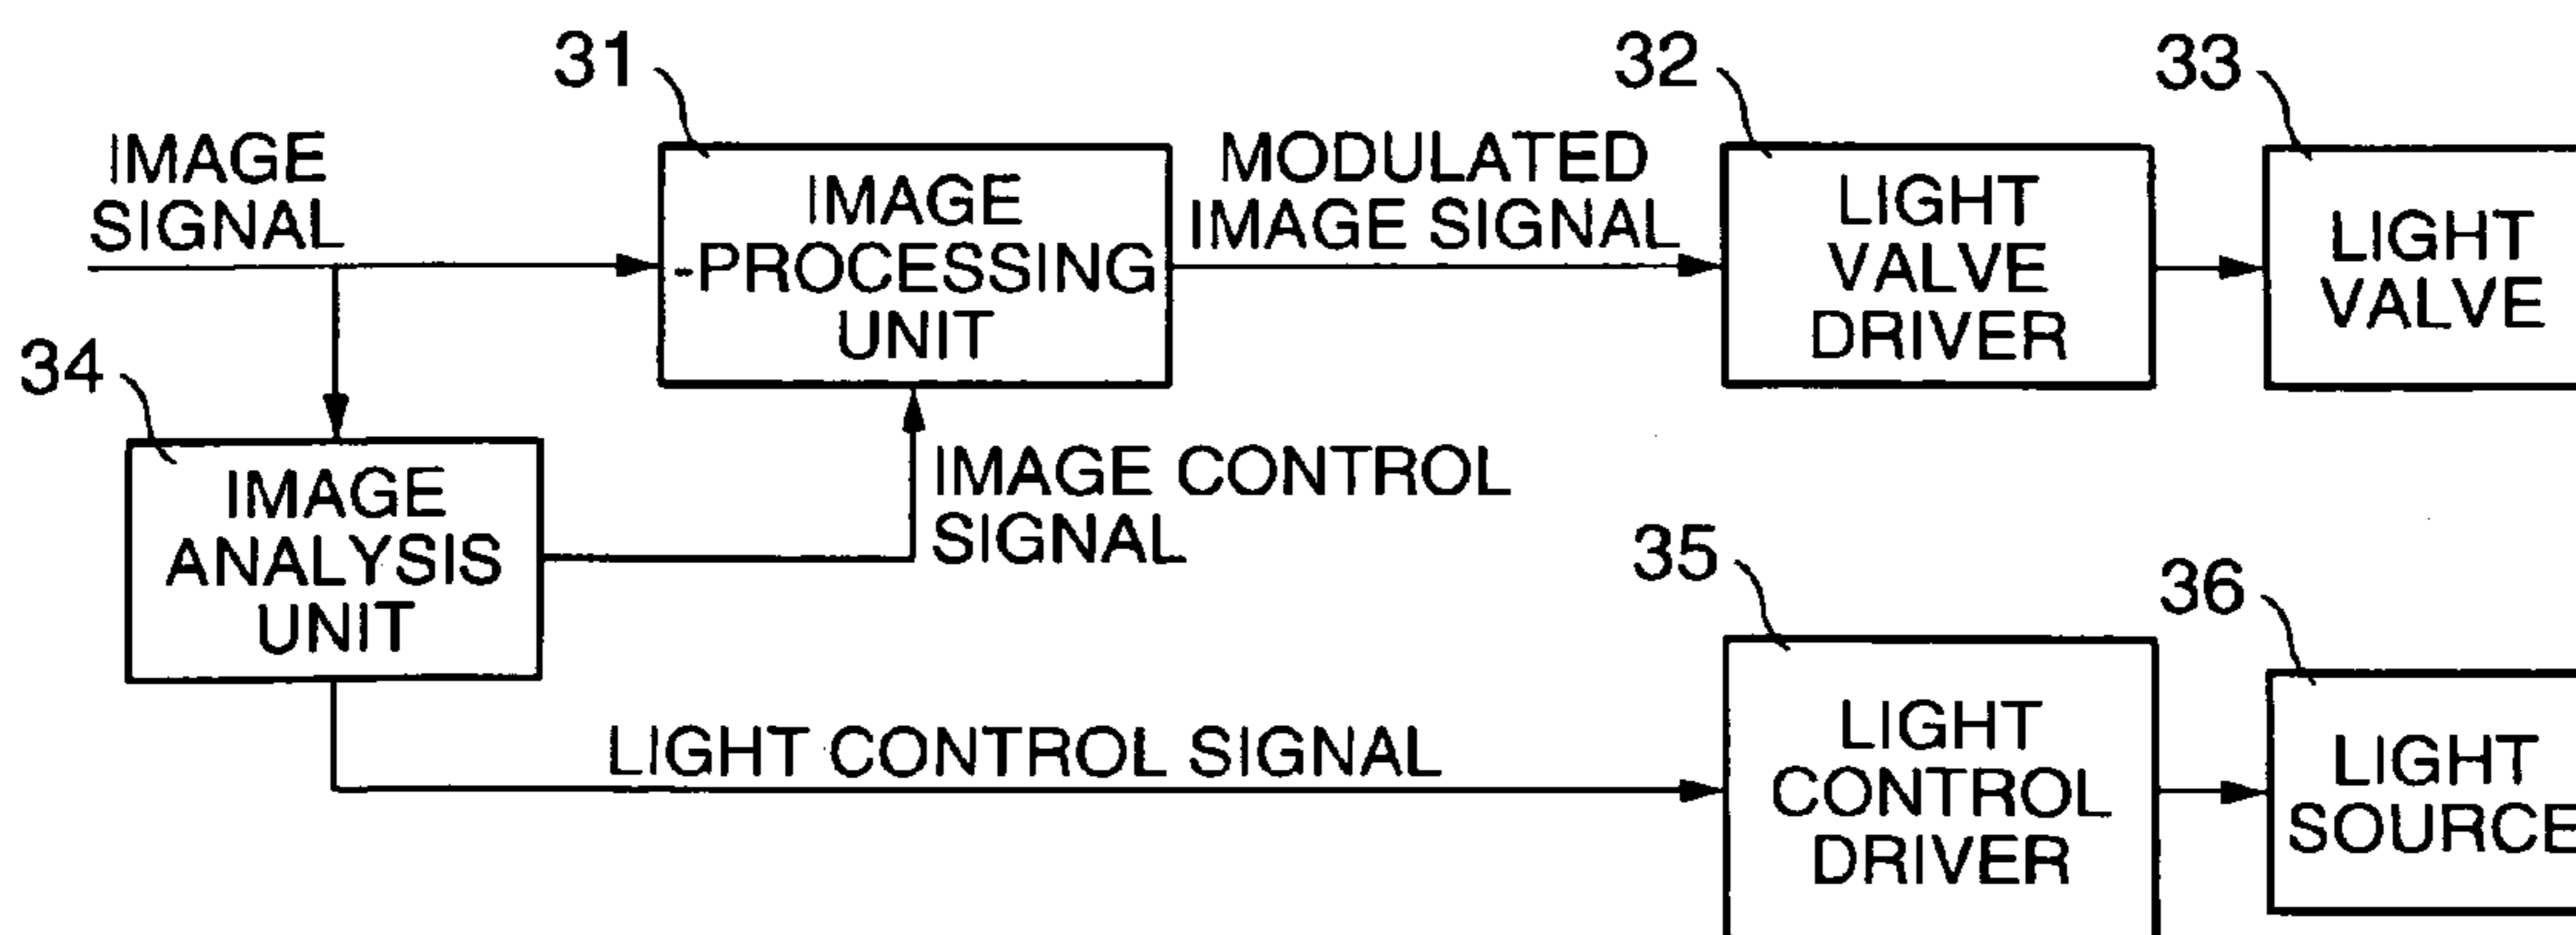 31
32
33
IMAGE
SIGNAL
IMAGE
-PROCESSING
UNIT
MODULATED
IMAGE SIGNAL
LIGHT
VALVE
DRIVER
LIGHT
VALVE
34
IMAGE
ANALYSIS
UNIT
IMAGE CONTROL
SIGNAL
35
36
LIGHT CONTROL SIGNAL
LIGHT
CONTROL
DRIVER
LIGHT
SOURCE